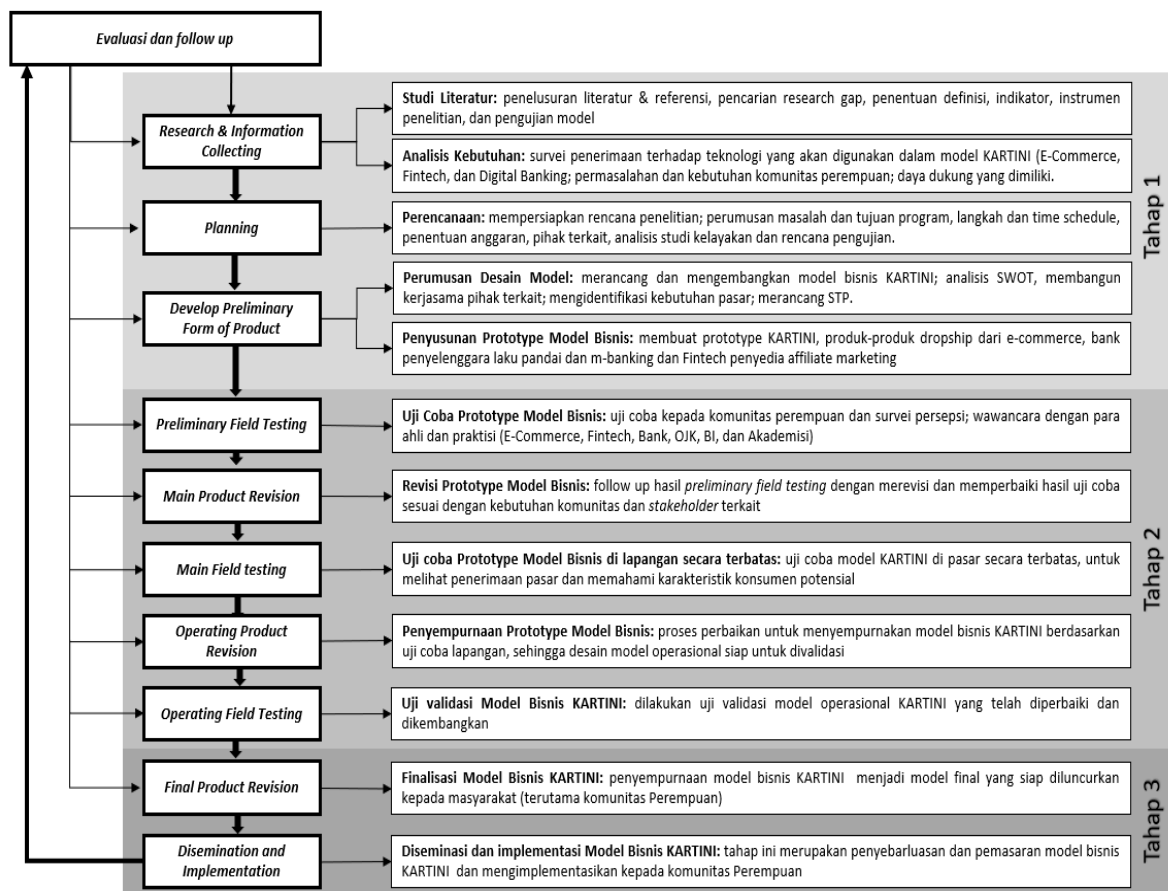 Evaluasi dan follow up
Research & Information
Collecting
Studi Literatur: penelusuran literatur & referensi, pencarian research gap, penentuan definisi, indikator, instrumen
penelitian, dan pengujian model
Analisis Kebutuhan: survei penerimaan terhadap teknologi yang akan digunakan dalam model KARTINI (E-Commerce,
Fintech, dan Digital Banking; permasalahan dan kebutuhan komunitas perempuan; daya dukung yang dimiliki.
Planning
Perencanaan: mempersiapkan rencana penelitian; perumusan masalah dan tujuan program, langkah dan time schedule,
penentuan anggaran, pihak terkait, analisis studi kelayakan dan rencana pengujian.
Develop Preliminary
Form of Product
Perumusan Desain Model: merancang dan mengembangkan model bisnis KARTINI; analisis SWOT, membangun
kerjasama pihak terkait; mengidentifikasi kebutuhan pasar; merancang STP.
Penyusunan Prototype Model Bisnis: membuat prototype KARTINI, produk-produk dropship dari e-commerce, bank
penyelenggara laku pandai dan m-banking dan Fintech penyedia affiliate marketing
Tahap 1
Preliminary Field Testing
Uji Coba Prototype Model Bisnis: uji coba kepada komunitas perempuan dan survei persepsi; wawancara dengan para
ahli dan praktisi (E-Commerce, Fintech, Bank, OJK, BI, dan Akademisi)
Main Product Revision
Revisi Prototype Model Bisnis: follow up hasil preliminary field testing dengan merevisi dan memperbaiki hasil uji coba
sesuai dengan kebutuhan komunitas dan stakeholder terkait
Main Field testing
Uji coba Prototype Model Bisnis di lapangan secara terbatas: uji coba model KARTINI di pasar secara terbatas, untuk
melihat penerimaan pasar dan memahami karakteristik konsumen potensial
Operating Product
Revision
Penyempurnaan Prototype Model Bisnis: proses perbaikan untuk menyempurnakan model bisnis KARTINI berdasarkan
uji coba lapangan, sehingga desain model operasional siap untuk divalidasi
Operating Field Testing
Uji validasi Model Bisnis KARTINI: dilakukan uji validasi model operasional KARTINI yang telah diperbaiki dan
dikembangkan
Tahap 2
Final Product Revision
Finalisasi Model Bisnis KARTINI: penyempurnaan model bisnis KARTINI menjadi model final yang siap diluncurkan
kepada masyarakat (terutama komunitas Perempuan)
Disemination and
Implementation
Diseminasi dan implementasi Model Bisnis KARTINI: tahap ini merupakan penyebarluasan dan pemasaran model bisnis
KARTINI dan mengimplementasikan kepada komunitas Perempuan
Tahap 3